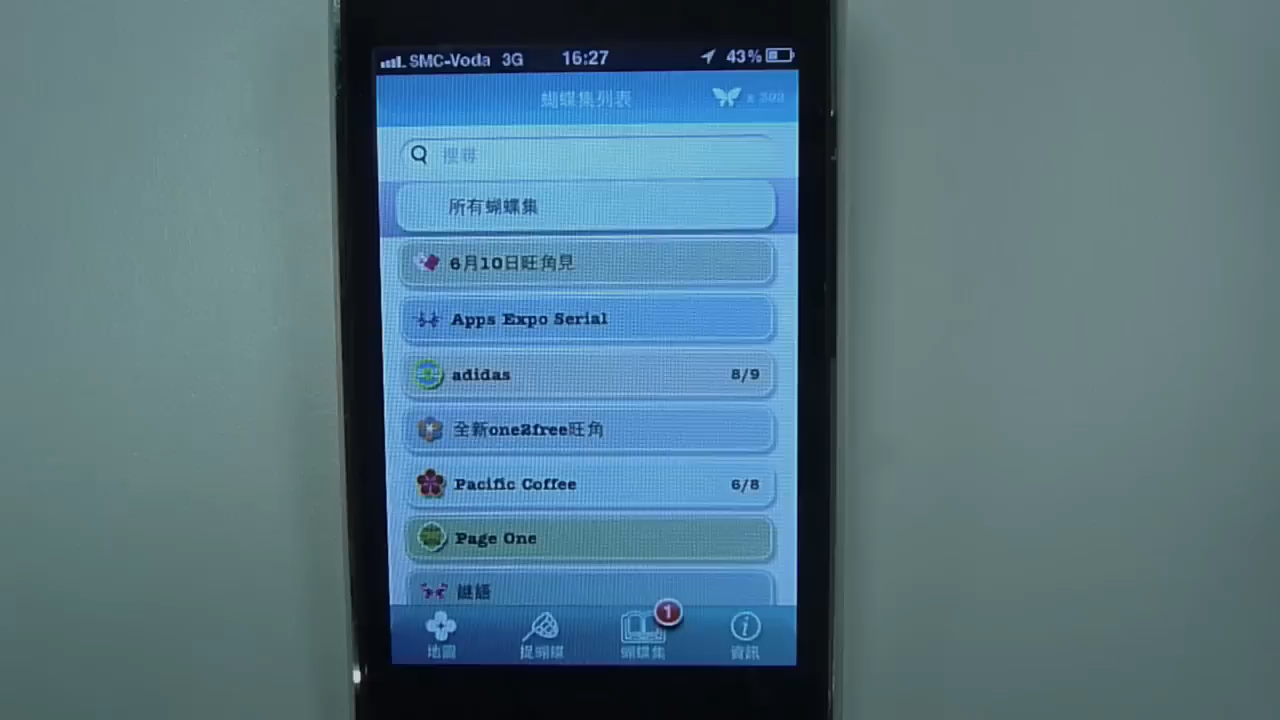 SMC-Voda 3G 16:27 43%
蝴蝶集列表
搜尋
所有蝴蝶集
6月10日旺角見
Apps Expo Serial
adidas 8/9
全新one2free旺角
Pacific Coffee 6/8
Page One
謎語
1
地圖 捉蝴蝶 蝴蝶集 資訊